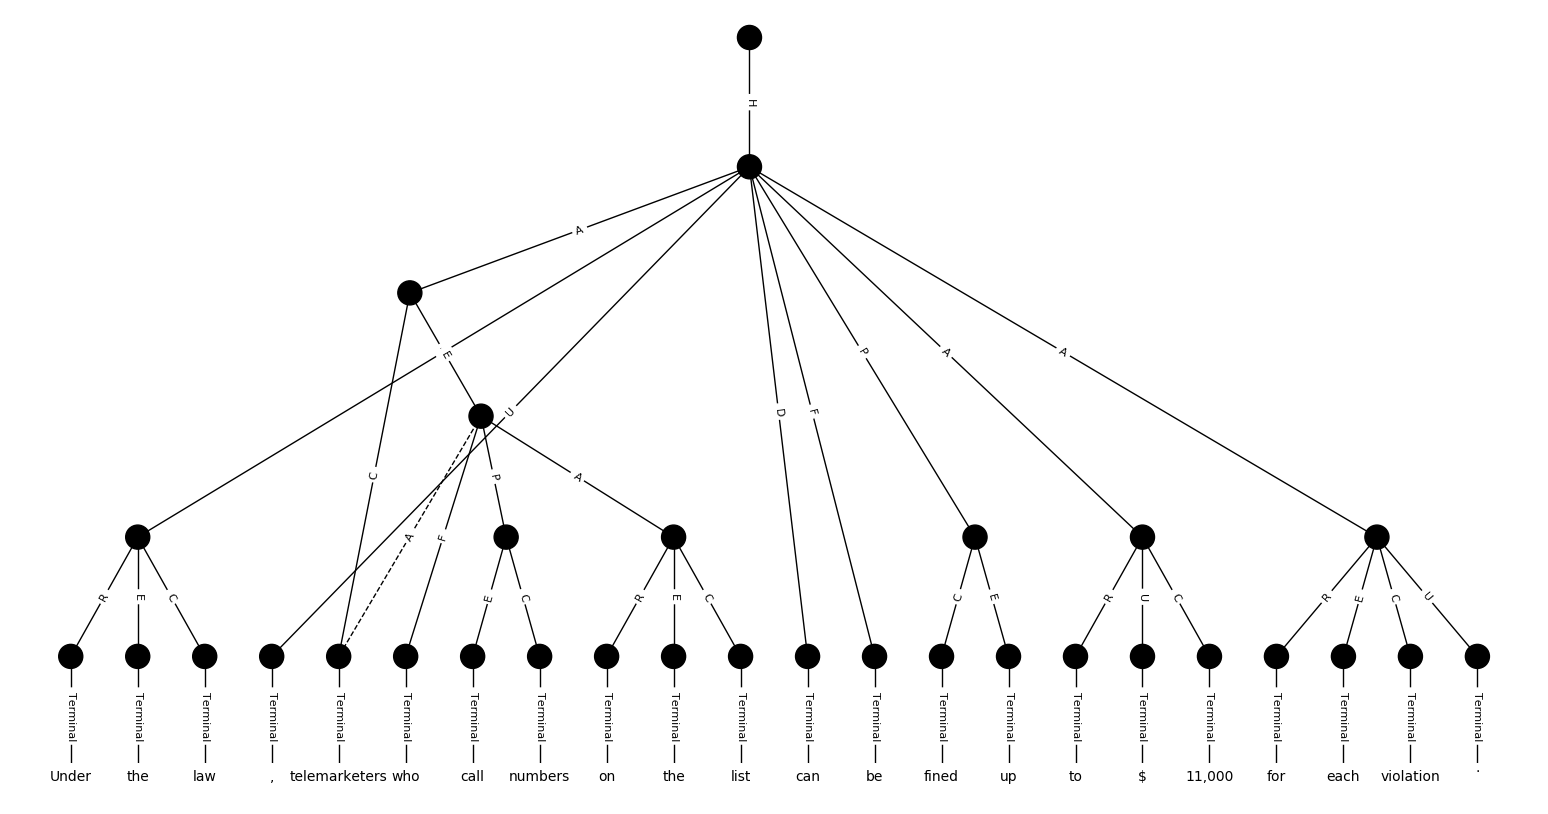 H
A
E P A A
U D F
C P A
A F
R E C E C R E C C E R U C R E C U
Terminal Terminal Terminal Terminal Terminal Terminal Terminal Terminal Terminal Terminal Terminal Terminal Terminal Terminal Terminal Terminal Terminal Terminal Terminal Terminal Terminal Terminal
Under the law , telemarketers who call numbers on the list can be fined up to $ 11,000 for each violation .